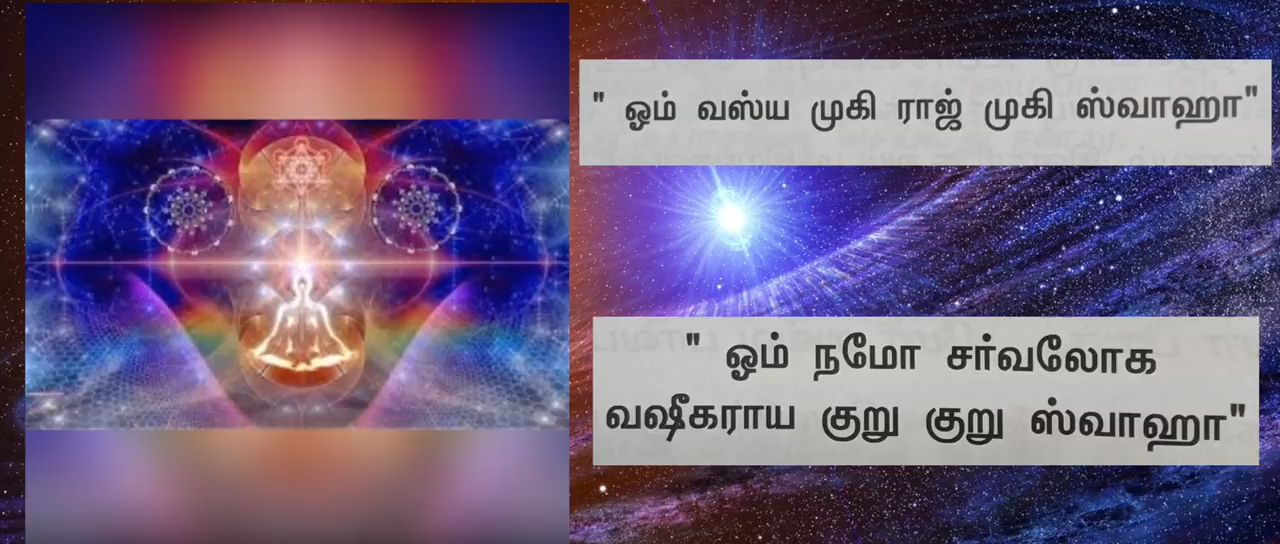 " ஓம் வஸ்ய முகி ராஜ் முகி ஸ்வாஹா"
" ஓம் நமோ சர்வலோக
வஷீகராய குறு குறு ஸ்வாஹா"